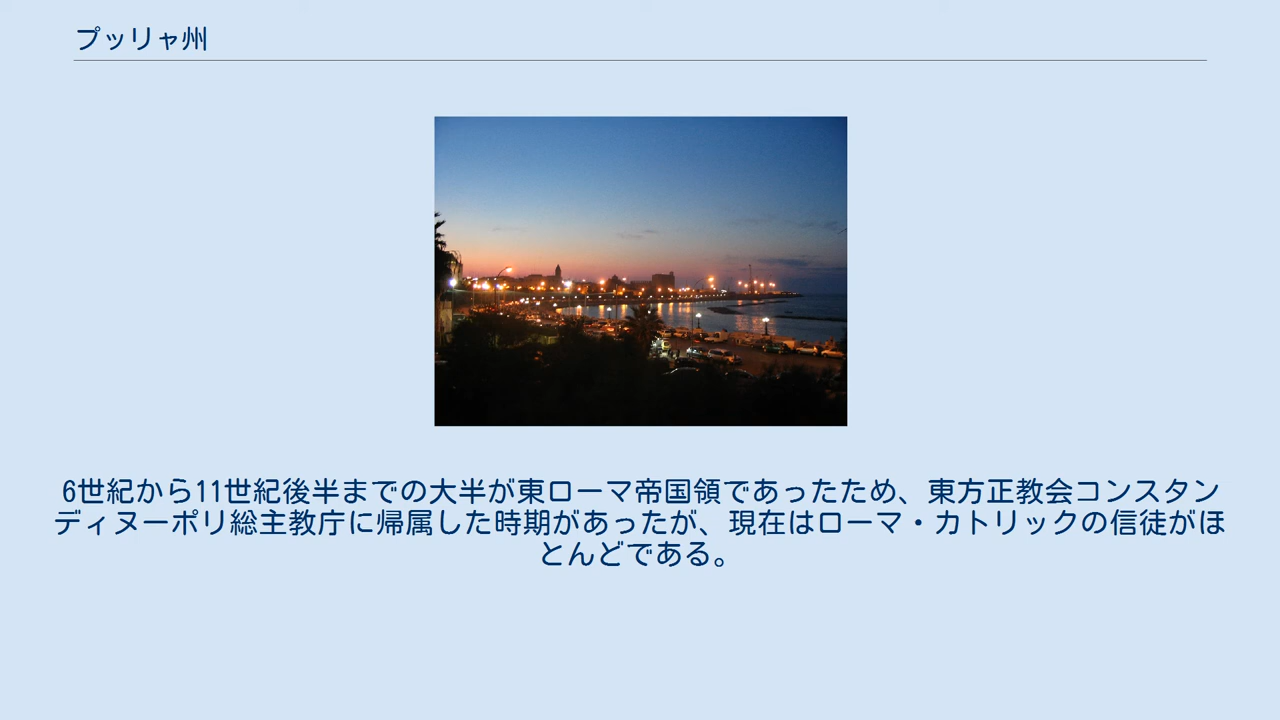 プッリャ州
6世紀から11世紀後半までの大半が東ローマ帝国領であったため、東方正教会コンスタン
ディヌーポリ総主教庁に帰属した時期があったが、現在はローマ・カトリックの信徒がほ
とんどである。